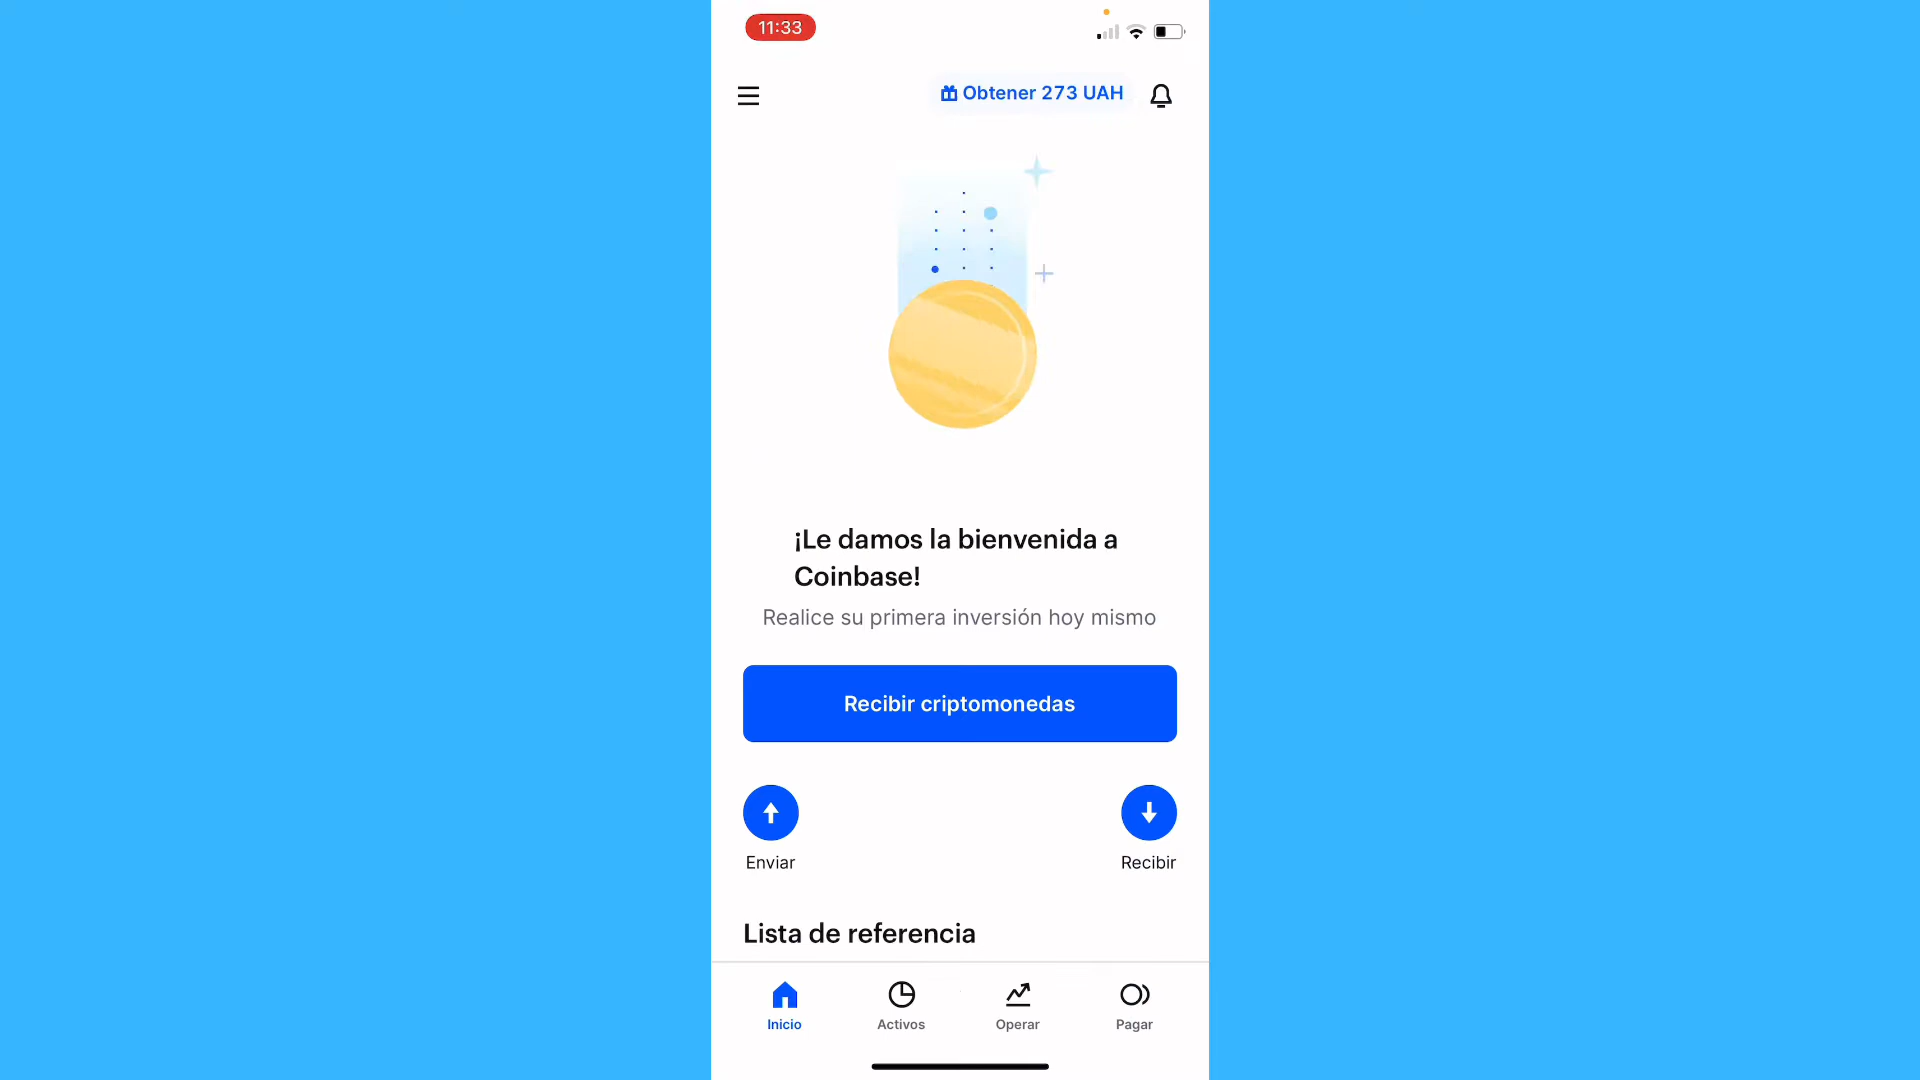 11:33
Obtener 273 UAH
¡Le damos la bienvenida a
Coinbase!
Realice su primera inversión hoy mismo
Recibir criptomonedas
Enviar
Recibir
Lista de referencia
Inicio
Activos
Operar
Pagar